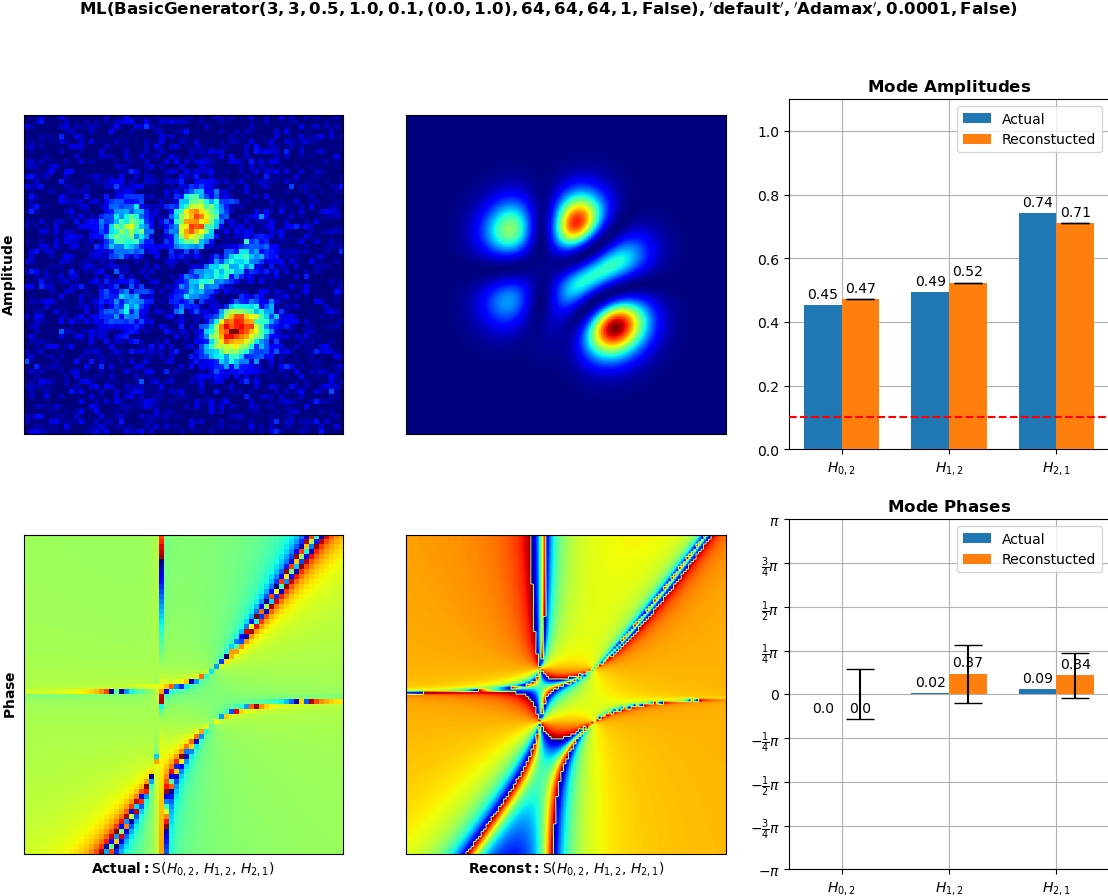 ML(BasicGenerator(3, 3, 0.5, 1.0, 0.1, (0.0, 1.0), 64, 64, 64, 1, False), ′default′, ′Adamax′, 0.0001, False)
Mode Amplitudes
Actual
Reconstucted
1.0
0.8
0.6
0.4
0.2
0.0
0.45
0.47
0.49
0.52
0.74
0.71
H0,2
H1,2
H2,1
Amplitude
Mode Phases
Actual
Reconstucted
π
3/4π
1/2π
1/4π
0
−1/4π
−1/2π
−3/4π
−π
0.0
0.0
0.02
0.37
0.09
0.34
H0,2
H1,2
H2,1
Phase
Actual: S(H0,2, H1,2, H2,1)
Reconst: S(H0,2, H1,2, H2,1)